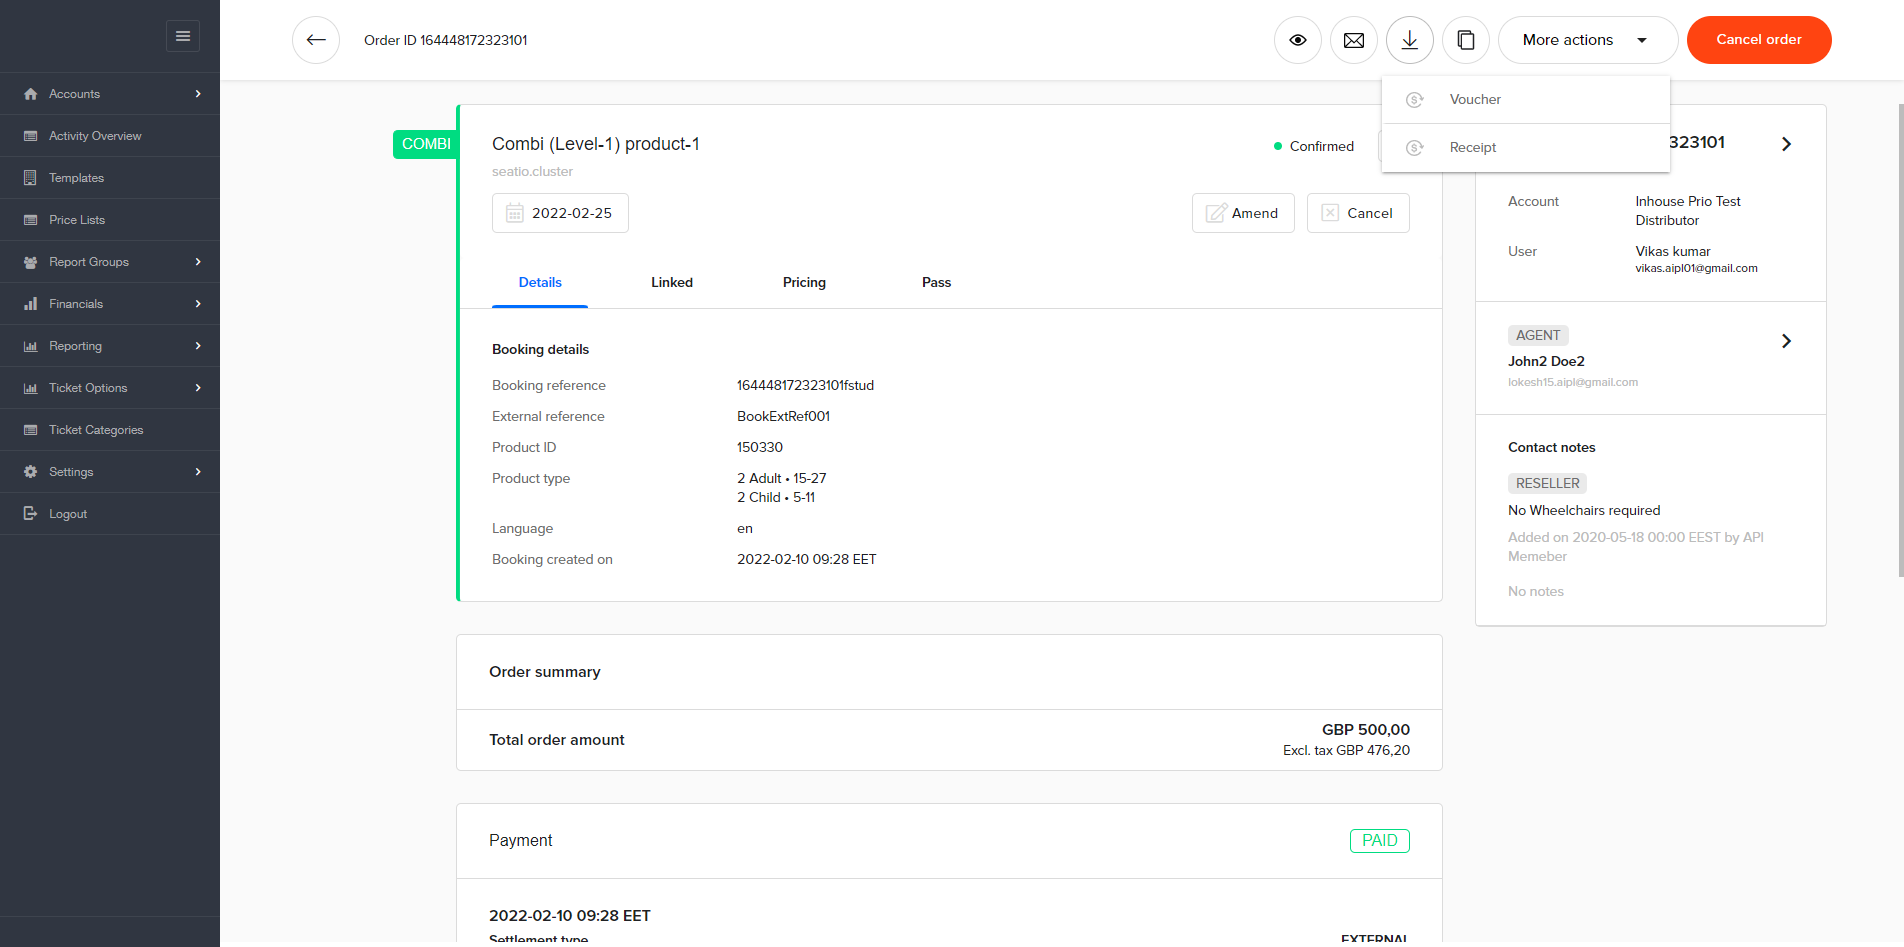 Order ID 164448172323101
More actions
Cancel order
Accounts
Activity Overview
Templates
Price Lists
Report Groups
Financials
Reporting
Ticket Options
Ticket Categories
Settings
Logout
Voucher
Receipt
COMBI
Combi (Level-1) product-1
Confirmed
seatio.cluster
2022-02-25
Amend
Cancel
Details
Linked
Pricing
Pass
Booking details
Booking reference 164448172323101fstud
External reference BookExtRef001
Product ID 150330
Product type 2 Adult • 15-27
2 Child • 5-11
Language en
Booking created on 2022-02-10 09:28 EET
Order summary
Total order amount
GBP 500,00
Excl. tax GBP 476,20
Payment
PAID
2022-02-10 09:28 EET
Settlement type EXTERNAL
323101
Account Inhouse Prio Test
Distributor
User Vikas kumar
vikas.aipl01@gmail.com
AGENT
John2 Doe2
lokesh15.aipl@gmail.com
Contact notes
RESELLER
No Wheelchairs required
Added on 2020-05-18 00:00 EEST by API
Memeber
No notes